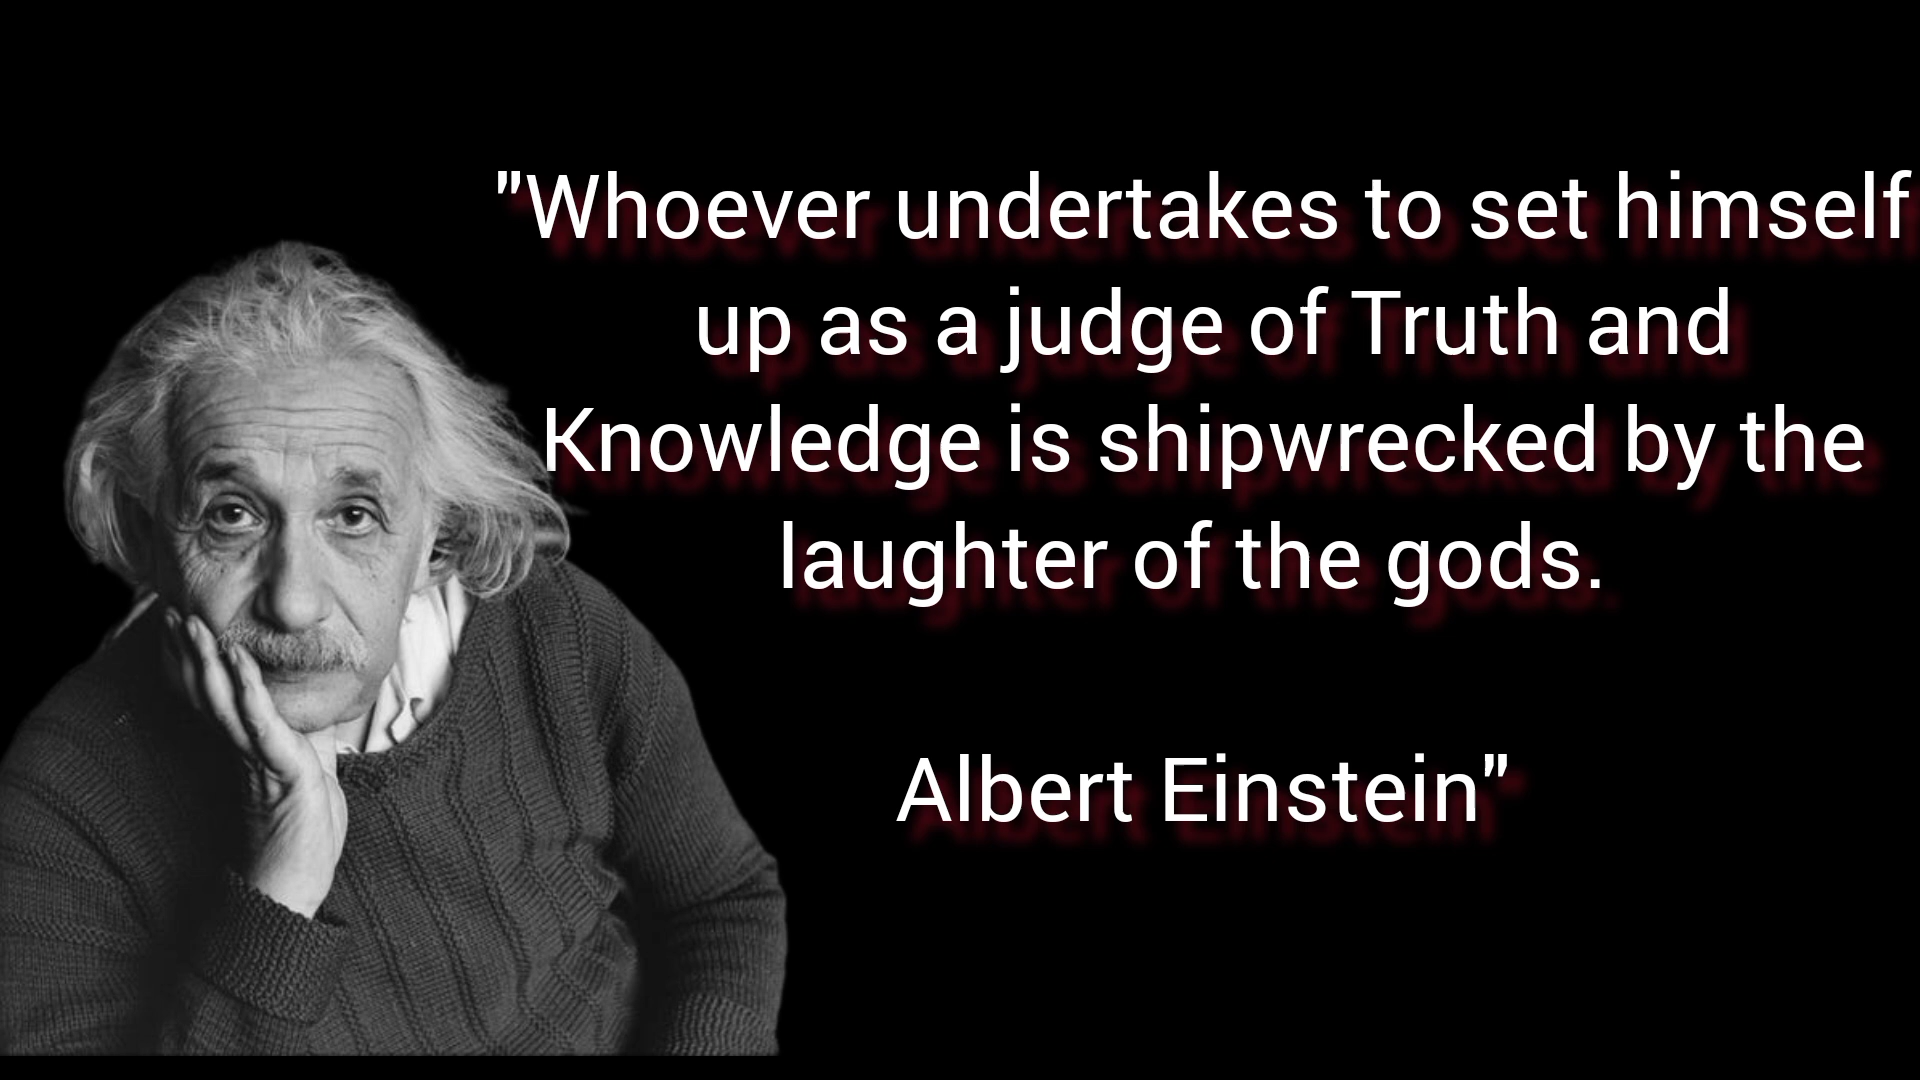 "Whoever undertakes to set himself
up as a judge of Truth and
Knowledge is shipwrecked by the
laughter of the gods.
Albert Einstein"